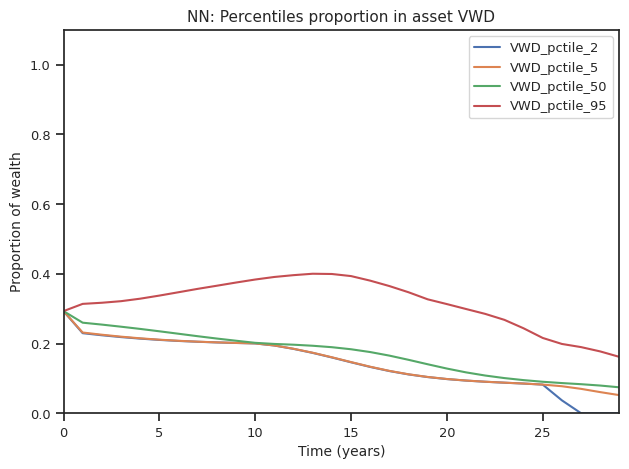 NN: Percentiles proportion in asset VWD
VWD_pctile_2
VWD_pctile_5
VWD_pctile_50
VWD_pctile_95
Proportion of wealth
1.0
0.8
0.6
0.4
0.2
0.0
0 5 10 15 20 25
Time (years)